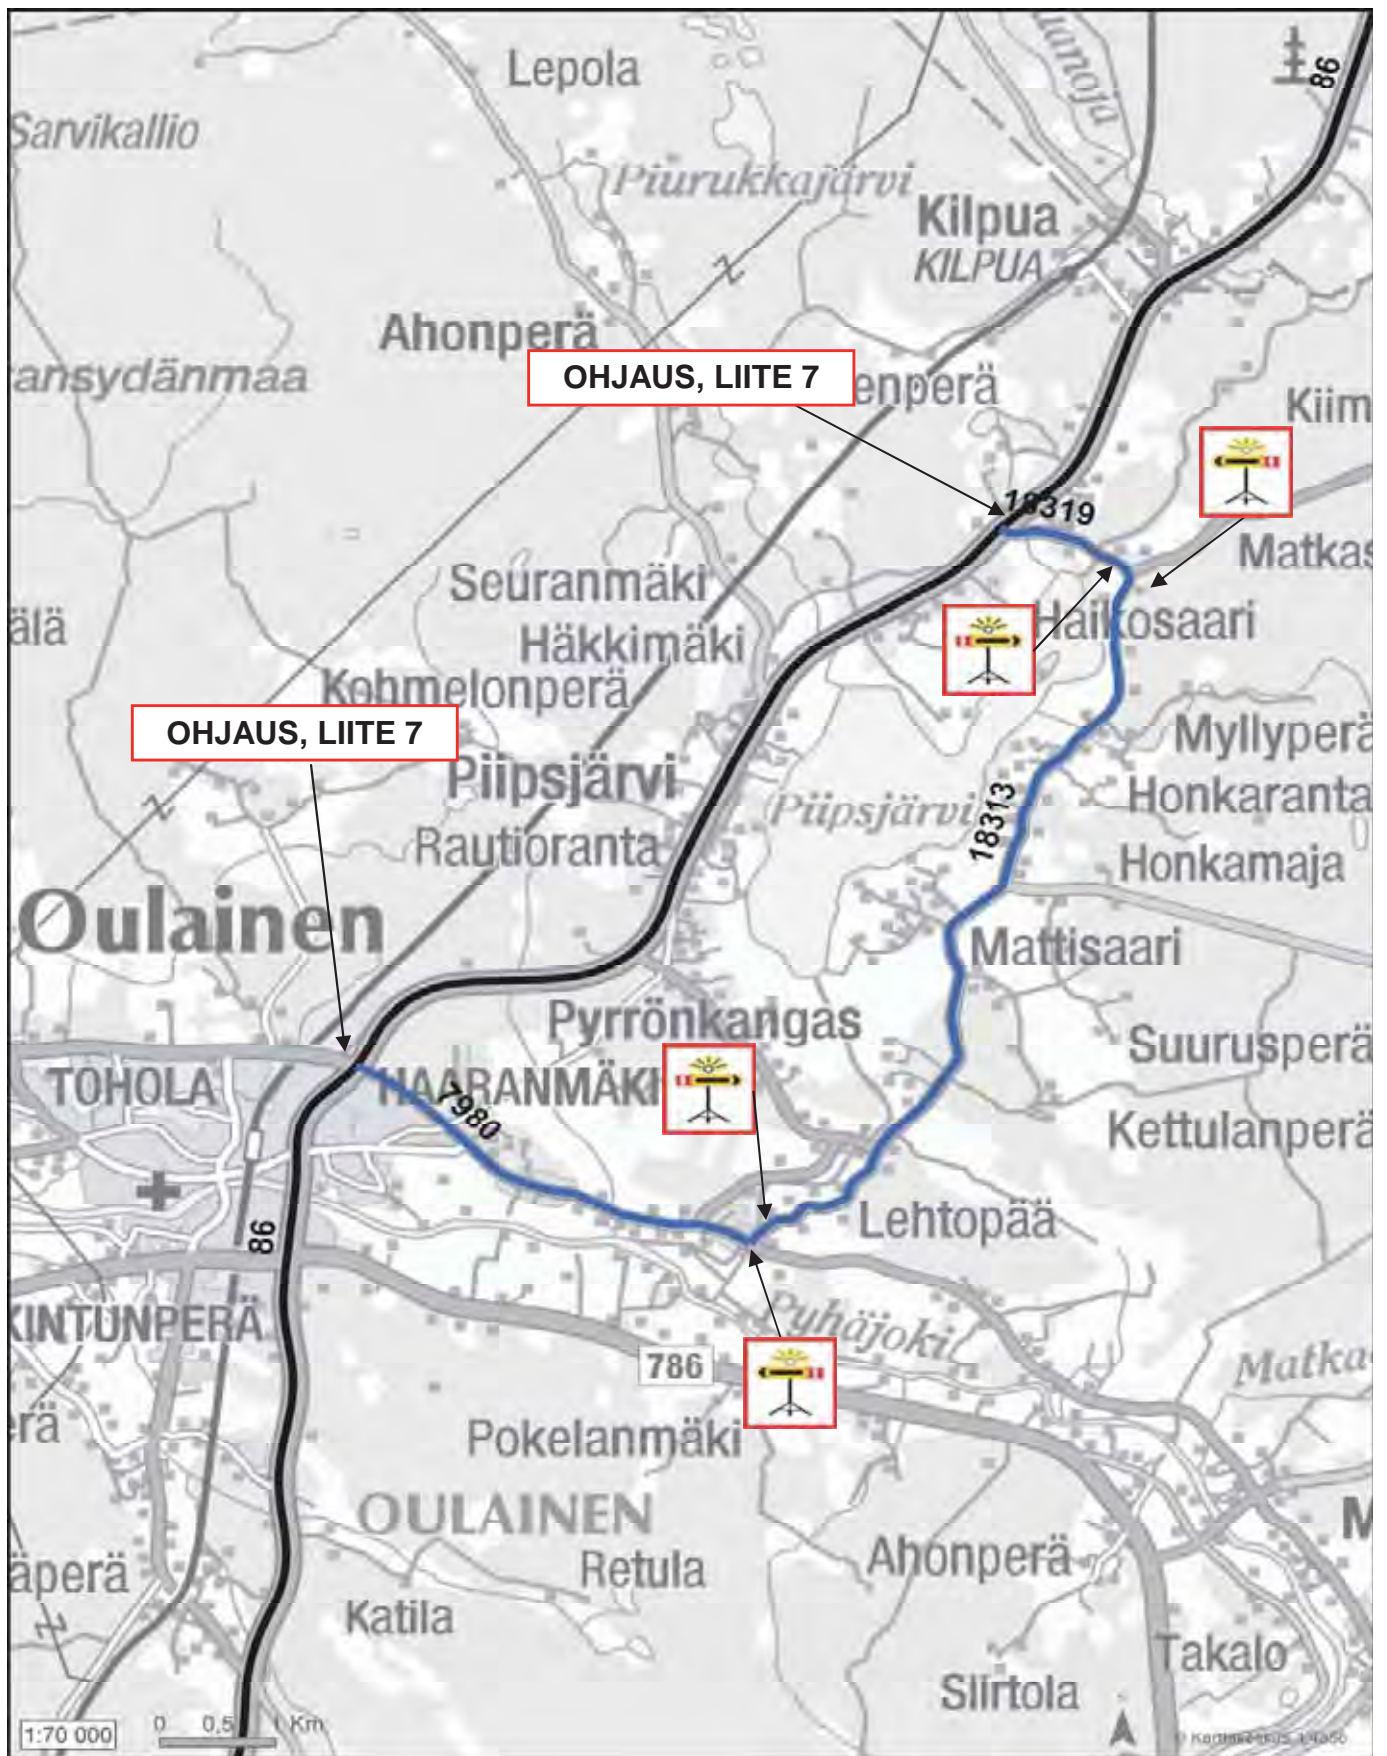 Lepola
86
Sarvikallio
Piurukkajärvi
Kilpua
KILPUA
Ahonperä
ansydänmaa
OHJAUS, LIITE 7
enperä
Kiim
18319
Matkas
Seuranmäki
Haikosaari
älä
Häkkimäki
Kohmelonperä
OHJAUS, LIITE 7
Myllyperä
Piipsjärvi
Piipsjärvi
18313
Honkaranta
Rautioranta
Honkamaja
Oulainen
Mattisaari
Pyrrönkangas
Suurusperä
TOHOLA
HAARANMÄKI
7980
Kettulanperä
Lehtopää
86
Pyhäjoki
KINTUNPERÄ
786
Matka
erä
Pokelanmäki
OULAINEN
M
Ahonperä
Retula
äperä
Katila
Takalo
Siirtola
1:70 000
0 0,5 1 Km